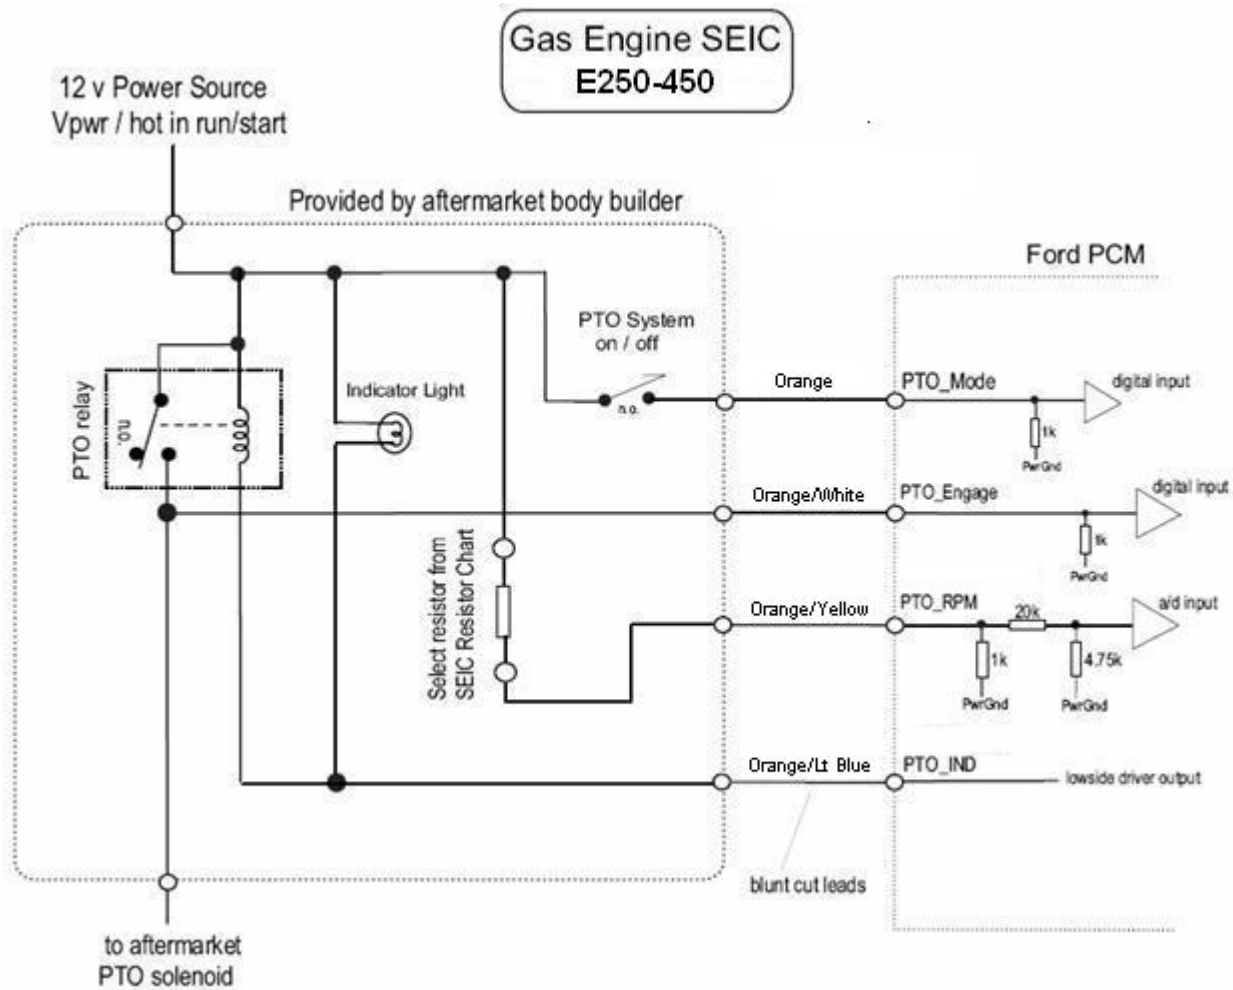 Gas Engine SEIC
E250-450
12 v Power Source
Vpwr / hot in run/start
Provided by aftermarket body builder
Ford PCM
PTO System
on / off
n.o.
Orange
PTO_Mode
digital input
1k
PwrGnd
PTO relay
n.o.
Indicator Light
Orange/White
PTO_Engage
digital input
1k
PwrGnd
Select resistor from
SEIC Resistor Chart
Orange/Yellow
PTO_RPM
20k
a/d input
1k
4.75k
PwrGnd
PwrGnd
Orange/Lt Blue
PTO_IND
lowside driver output
blunt cut leads
to aftermarket
PTO solenoid